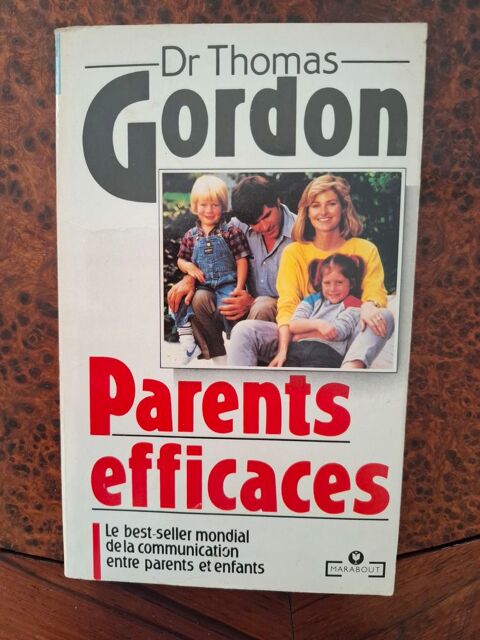 Dr Thomas
Gordon
Parents
efficaces
Le best-seller mondial
de la communication
entre parents et enfants
MARABOUT